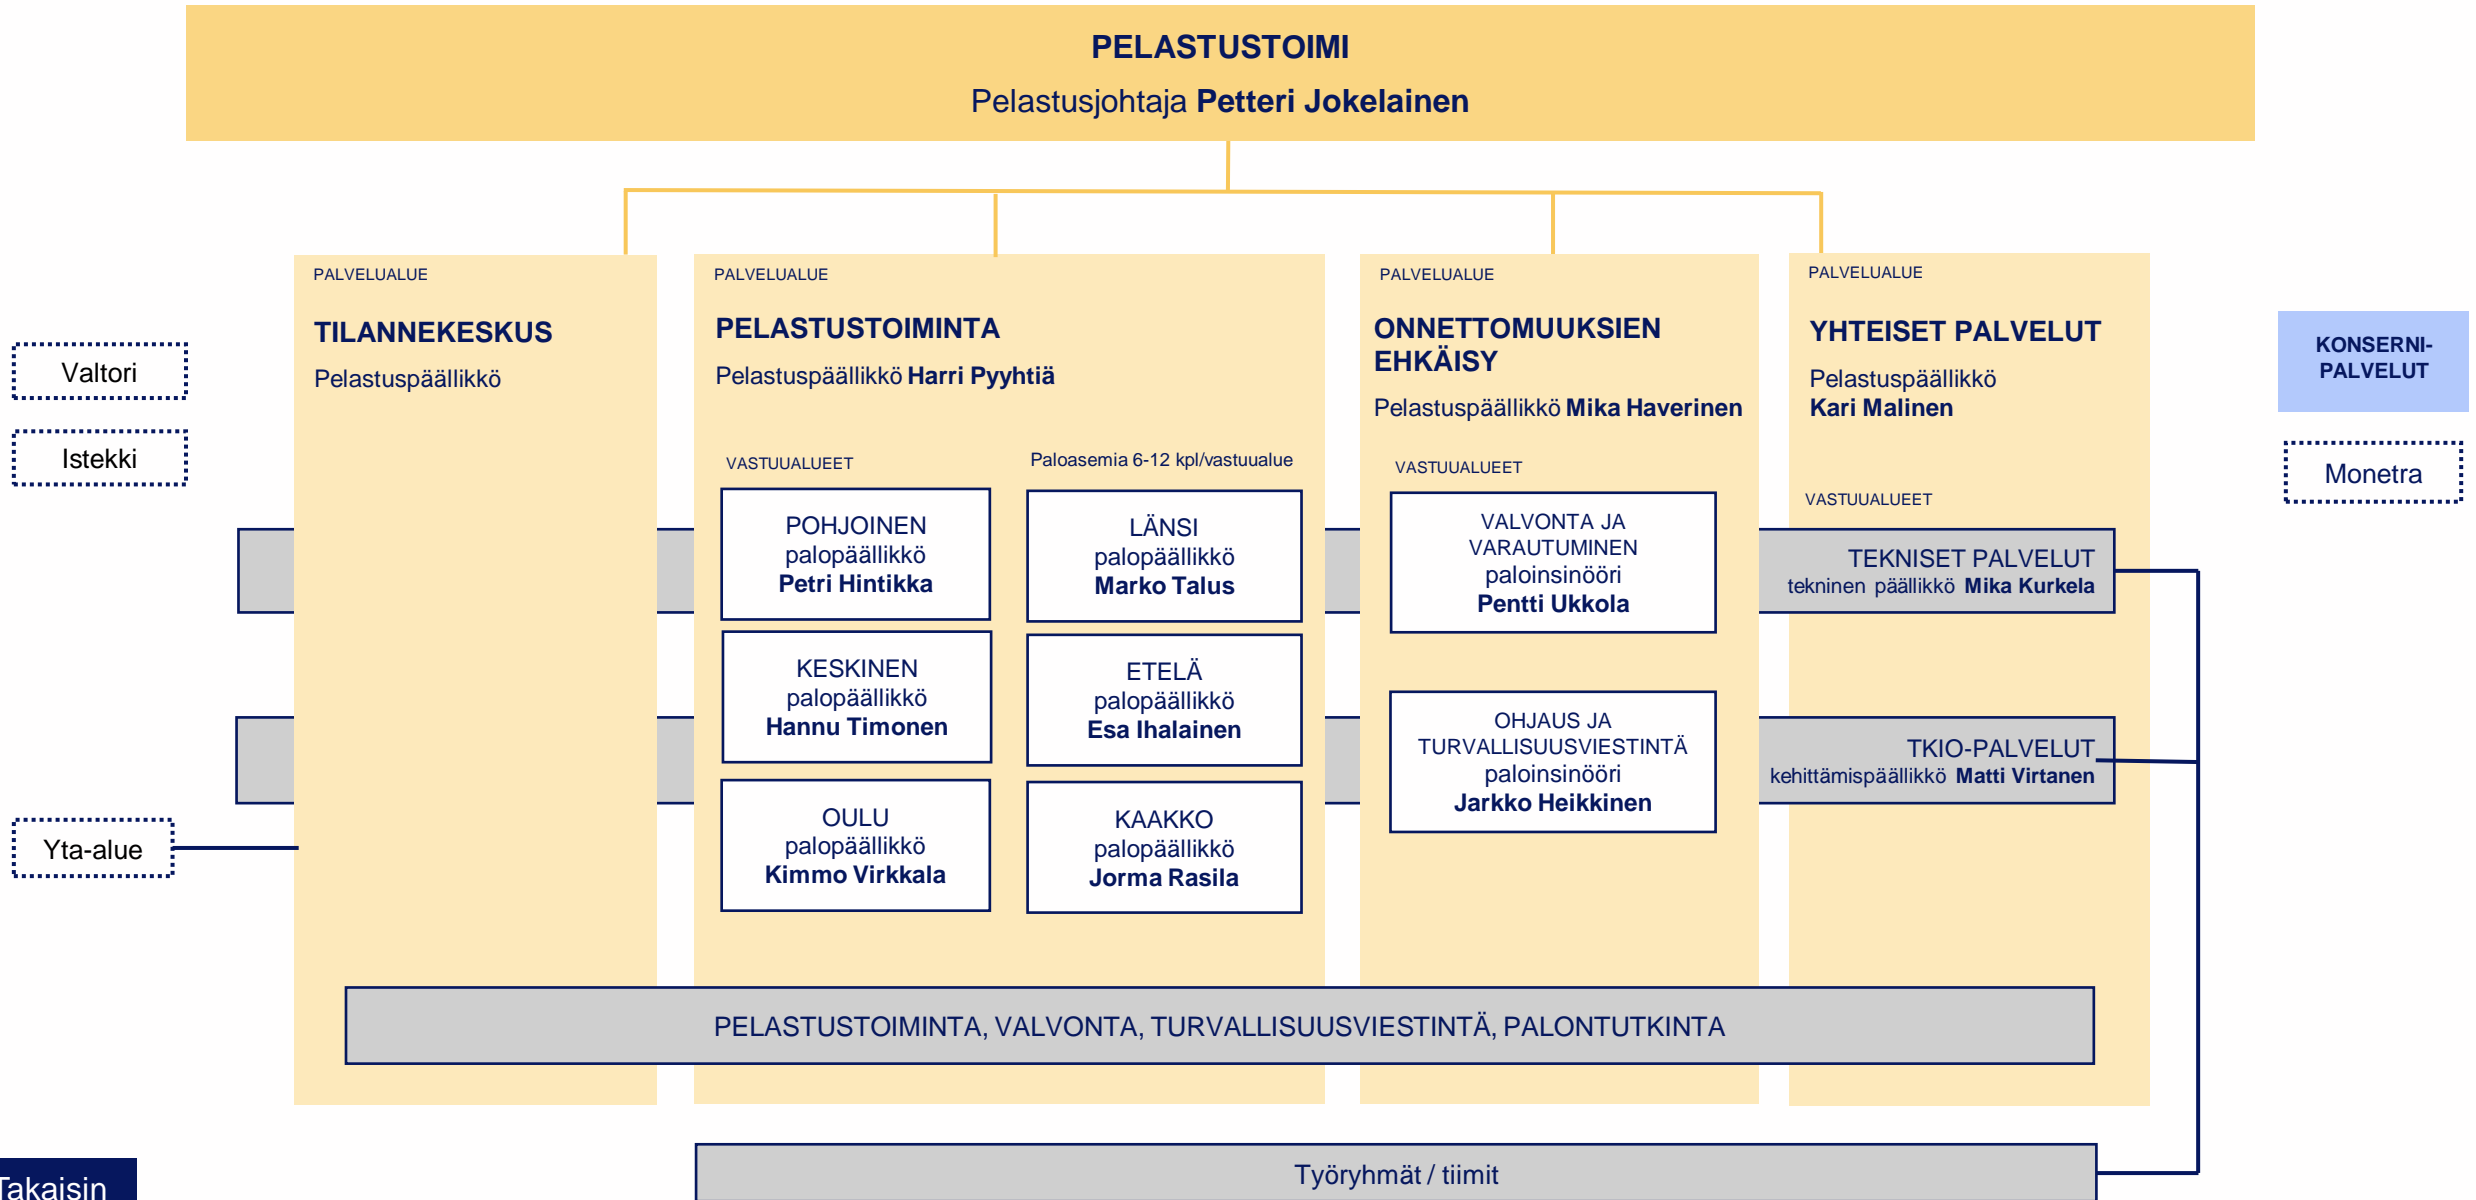 PELASTUSTOIMI
Pelastusjohtaja Petteri Jokelainen
PALVELUALUE
TILANNEKESKUS
Pelastuspäällikkö
PALVELUALUE
PELASTUSTOIMINTA
Pelastuspäällikkö Harri Pyyhtiä
VASTUUALUEET
Paloasemia 6-12 kpl/vastuualue
POHJOINEN
palopäällikkö
Petri Hintikka
LÄNSI
palopäällikkö
Marko Talus
KESKINEN
palopäällikkö
Hannu Timonen
ETELÄ
palopäällikkö
Esa Ihalainen
OULU
palopäällikkö
Kimmo Virkkala
KAAKKO
palopäällikkö
Jorma Rasila
PALVELUALUE
ONNETTOMUUKSIEN
EHKÄISY
Pelastuspäällikkö Mika Haverinen
VASTUUALUEET
VALVONTA JA
VARAUTUMINEN
paloinsinööri
Pentti Ukkola
OHJAUS JA
TURVALLISUUSVIESTINTÄ
paloinsinööri
Jarkko Heikkinen
PALVELUALUE
YHTEISET PALVELUT
Pelastuspäällikkö
Kari Malinen
VASTUUALUEET
TEKNISET PALVELUT
tekninen päällikkö Mika Kurkela
TKIO-PALVELUT
kehittämispäällikkö Matti Virtanen
Valtori
Istekki
Yta-alue
KONSERNI-
PALVELUT
Monetra
PELASTUSTOIMINTA, VALVONTA, TURVALLISUUSVIESTINTÄ, PALONTUTKINTA
Työryhmät / tiimit
Takaisin